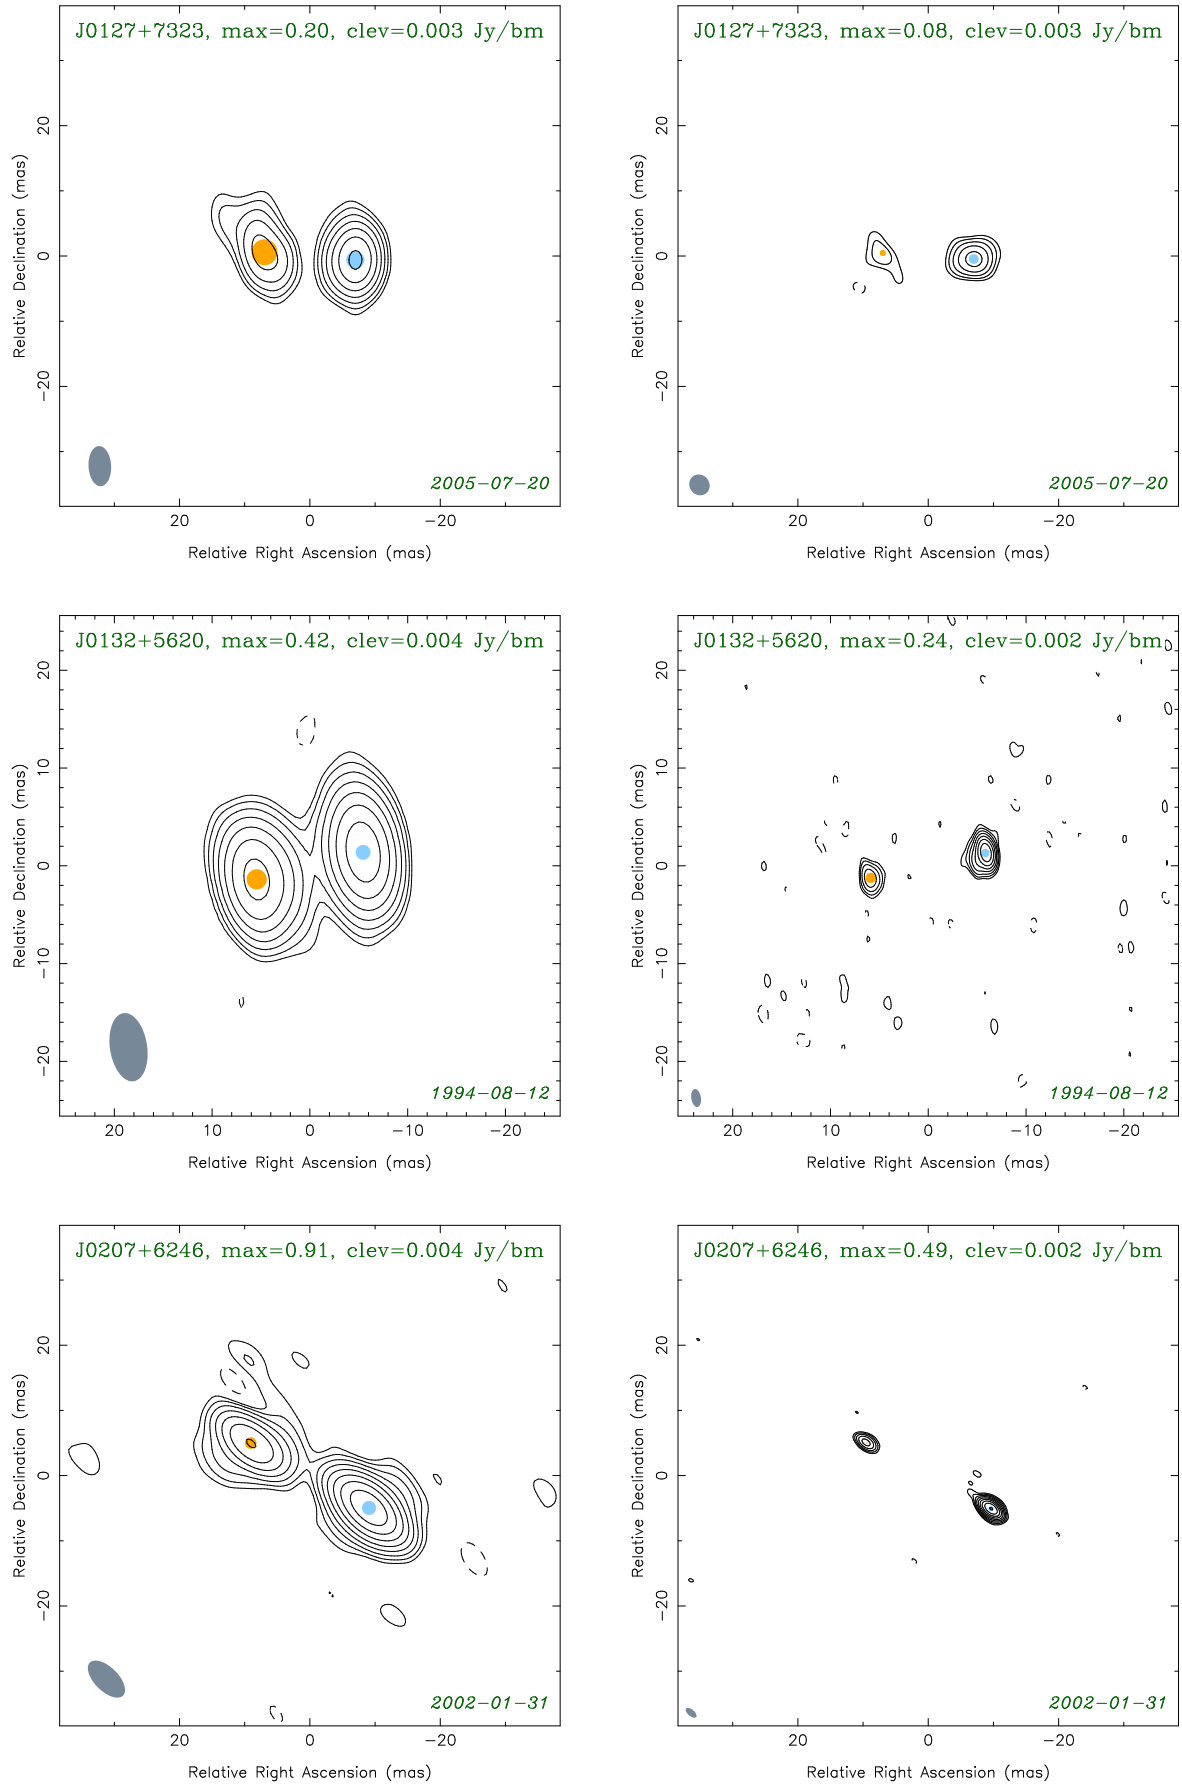 J0127+7323, max=0.20, clev=0.003 Jy/bm
Relative Declination (mas)
20
0
−20
2005−07−20
20
0
−20
Relative Right Ascension (mas)
J0127+7323, max=0.08, clev=0.003 Jy/bm
Relative Declination (mas)
20
0
−20
2005−07−20
20
0
−20
Relative Right Ascension (mas)
J0132+5620, max=0.42, clev=0.004 Jy/bm
Relative Declination (mas)
20
10
0
−10
−20
1994−08−12
20
10
0
−10
−20
Relative Right Ascension (mas)
J0132+5620, max=0.24, clev=0.002 Jy/bm
Relative Declination (mas)
20
10
0
−10
−20
1994−08−12
20
10
0
−10
−20
Relative Right Ascension (mas)
J0207+6246, max=0.91, clev=0.004 Jy/bm
Relative Declination (mas)
20
0
−20
2002−01−31
20
0
−20
Relative Right Ascension (mas)
J0207+6246, max=0.49, clev=0.002 Jy/bm
Relative Declination (mas)
20
0
−20
2002−01−31
20
0
−20
Relative Right Ascension (mas)